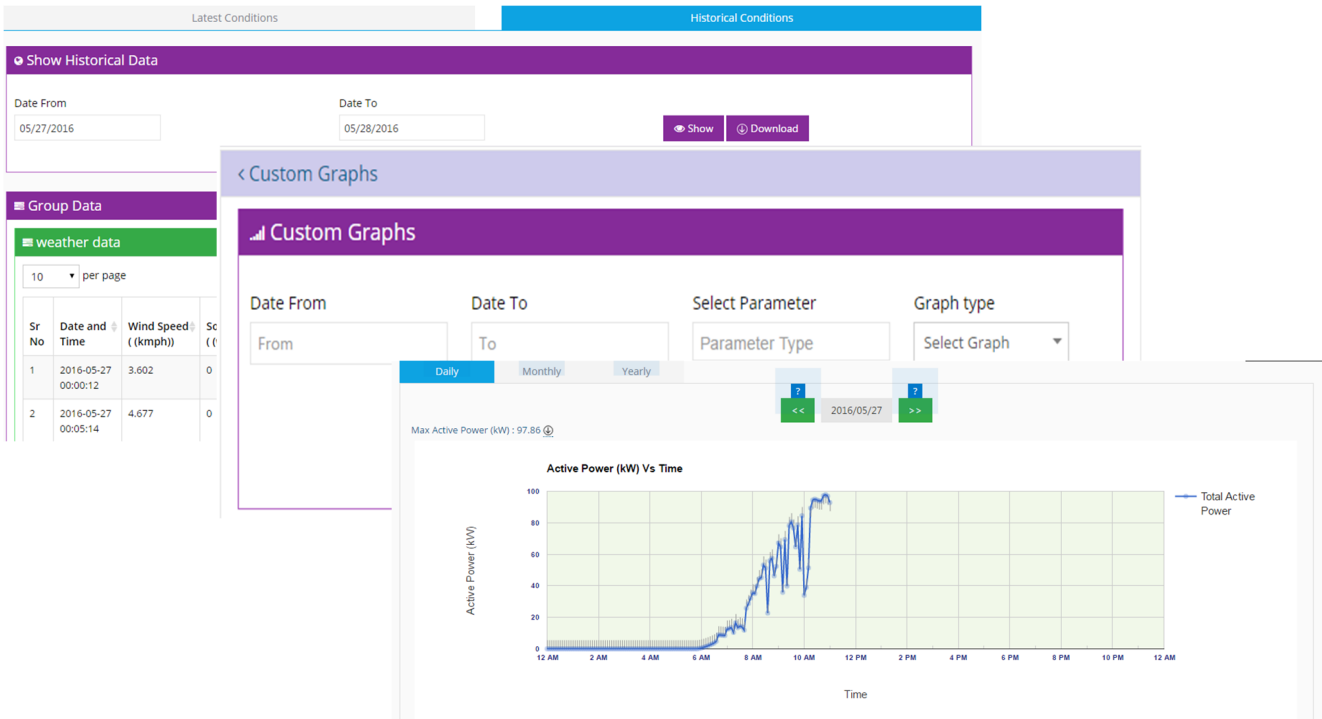 Latest Conditions
Historical Conditions
Show Historical Data
Date From
Date To
05/27/2016
05/28/2016
Show
Download
Group Data
weather data
10
per page
Sr No
Date and Time
Wind Speed ( (kmph))
1
2016-05-27 00:00:12
3.602
0
2
2016-05-27 00:05:14
4.677
0
< Custom Graphs
Custom Graphs
Date From
Date To
Select Parameter
Graph type
From
To
Parameter Type
Select Graph
Daily
Monthly
Yearly
?
?
<<
2016/05/27
>>
Max Active Power (kW) : 97.86
Active Power (kW) Vs Time
Total Active
Power
Active Power (kW)
100
80
60
40
20
0
12 AM
2 AM
4 AM
6 AM
8 AM
10 AM
12 PM
2 PM
4 PM
6 PM
8 PM
10 PM
12 AM
Time